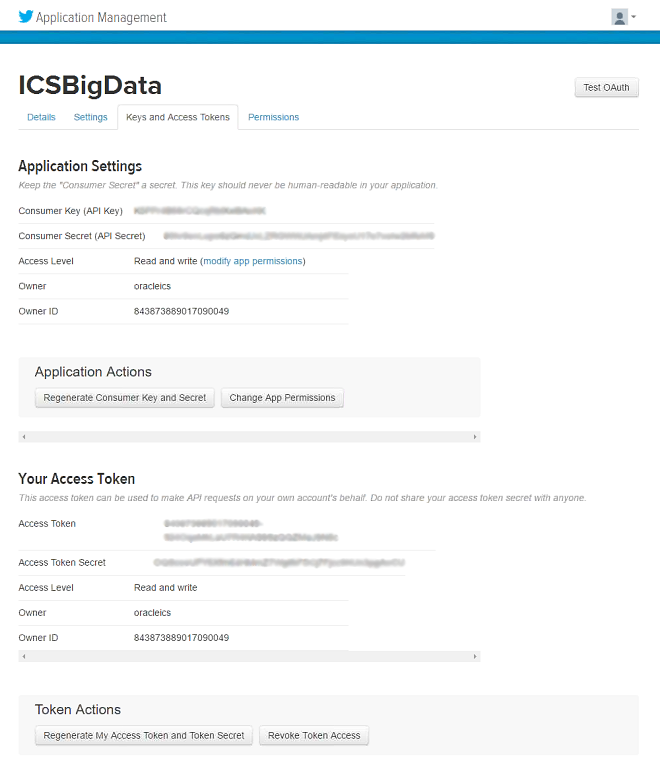 Application Management
ICSBigData
Test OAuth
Details Settings Keys and Access Tokens Permissions
Application Settings
Keep the "Consumer Secret" a secret. This key should never be human-readable in your application.
Consumer Key (API Key)
Consumer Secret (API Secret)
Access Level Read and write (modify app permissions)
Owner oracleics
Owner ID 843873889017090049
Application Actions
Regenerate Consumer Key and Secret Change App Permissions
Your Access Token
This access token can be used to make API requests on your own account's behalf. Do not share your access token secret with anyone.
Access Token
Access Token Secret
Access Level Read and write
Owner oracleics
Owner ID 843873889017090049
Token Actions
Regenerate My Access Token and Token Secret Revoke Token Access